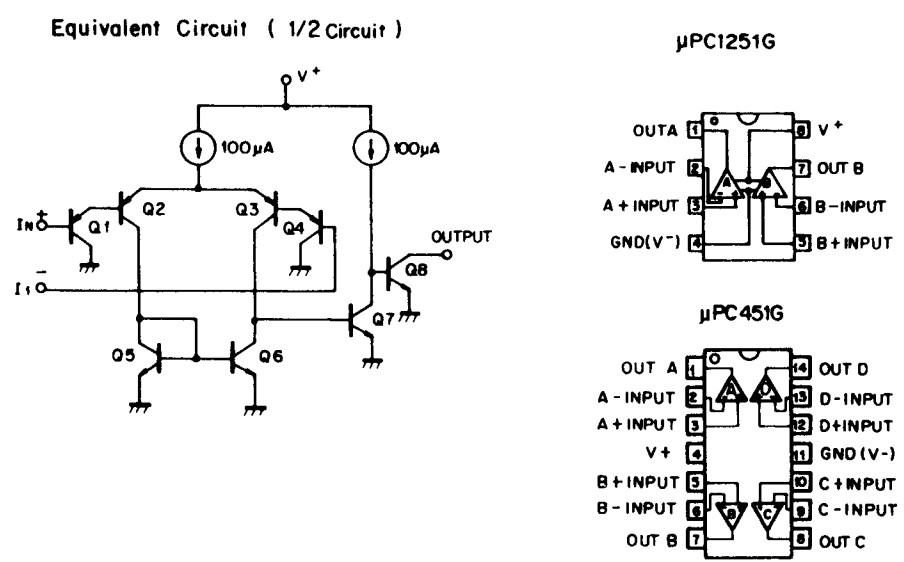 Equivalent Circuit ( 1/2 Circuit )
V+
100µA
100µA
Q1
Q2
Q3
Q4
IN +
OUTPUT
Q8
I1 -
Q7
Q5
Q6
µPC1251G
OUTA 1
8 V+
A-INPUT 2
7 OUT B
A
B
A+INPUT 3
6 B-INPUT
GND(V-) 4
5 B+INPUT
µPC451G
OUT A 1
14 OUT D
A
D
A-INPUT 2
13 D-INPUT
A+INPUT 3
12 D+INPUT
V+ 4
11 GND(V-)
B+INPUT 5
10 C+INPUT
B-INPUT 6
9 C-INPUT
B
C
OUT B 7
8 OUT C